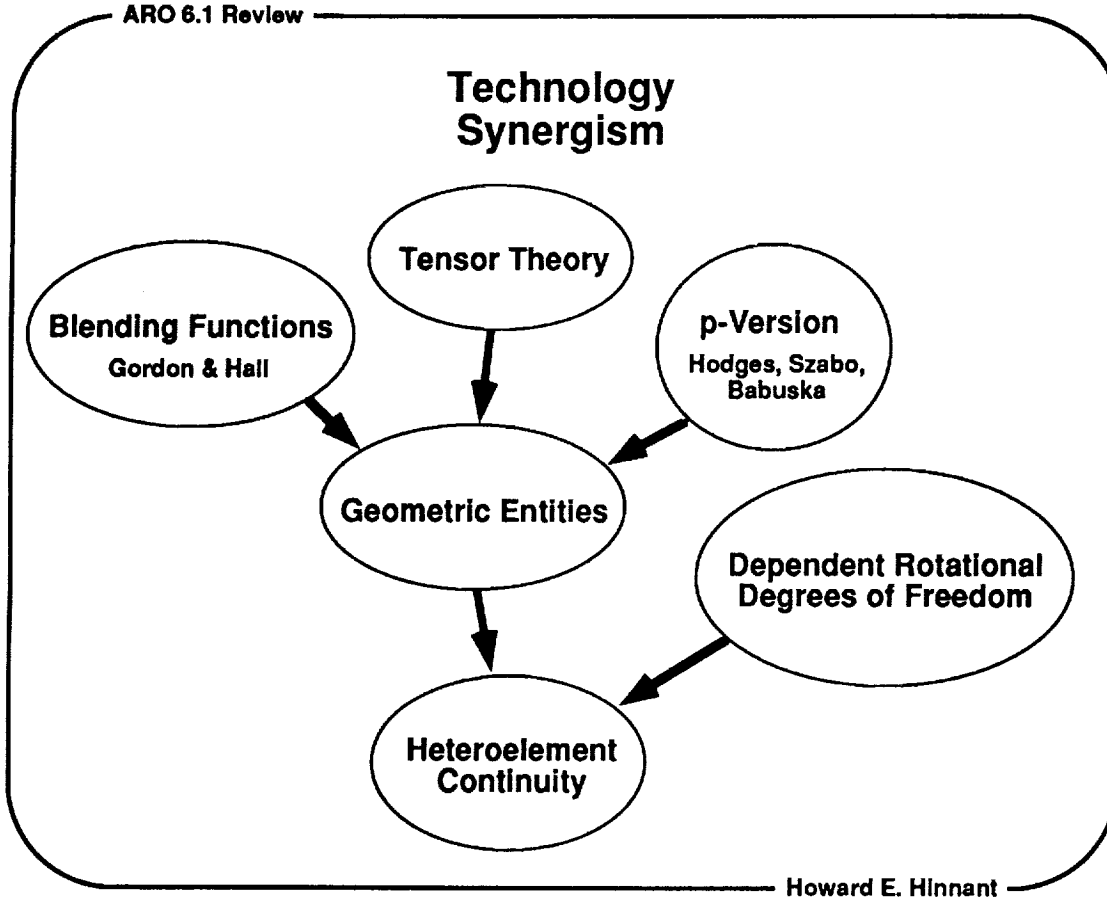 ARO 6.1 Review
Technology
Synergism
Tensor Theory
Blending Functions
Gordon & Hall
p-Version
Hodges, Szabo,
Babuska
Geometric Entities
Dependent Rotational
Degrees of Freedom
Heteroelement
Continuity
Howard E. Hinnant